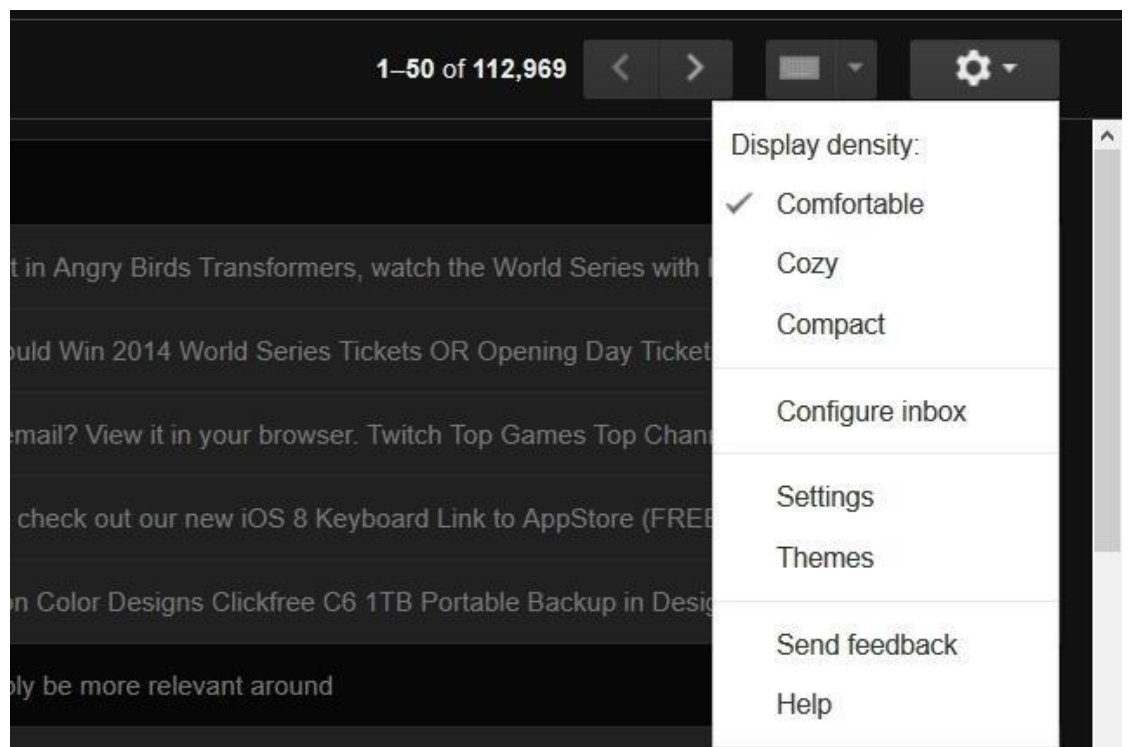 1–50 of 112,969
Display density:
Comfortable
Cozy
Compact
Configure inbox
Settings
Themes
Send feedback
Help
t in Angry Birds Transformers, watch the World Series with
ould Win 2014 World Series Tickets OR Opening Day Ticket
email? View it in your browser. Twitch Top Games Top Chan
check out our new iOS 8 Keyboard Link to AppStore (FREE
on Color Designs Clickfree C6 1TB Portable Backup in Desig
bly be more relevant around